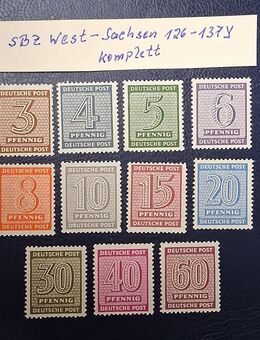 SBZ West-Sachsen 126-137Y
komplett
DEUTSCHE POST
3
PFENNIG
DEUTSCHE POST
4
PFENNIG
DEUTSCHE POST
5
PFENNIG
DEUTSCHE POST
6
PFENNIG
DEUTSCHE POST
8
PFENNIG
DEUTSCHE POST
10
PFENNIG
DEUTSCHE POST
15
PFENNIG
DEUTSCHE POST
20
PFENNIG
DEUTSCHE POST
30
PFENNIG
DEUTSCHE POST
40
PFENNIG
DEUTSCHE POST
60
PFENNIG